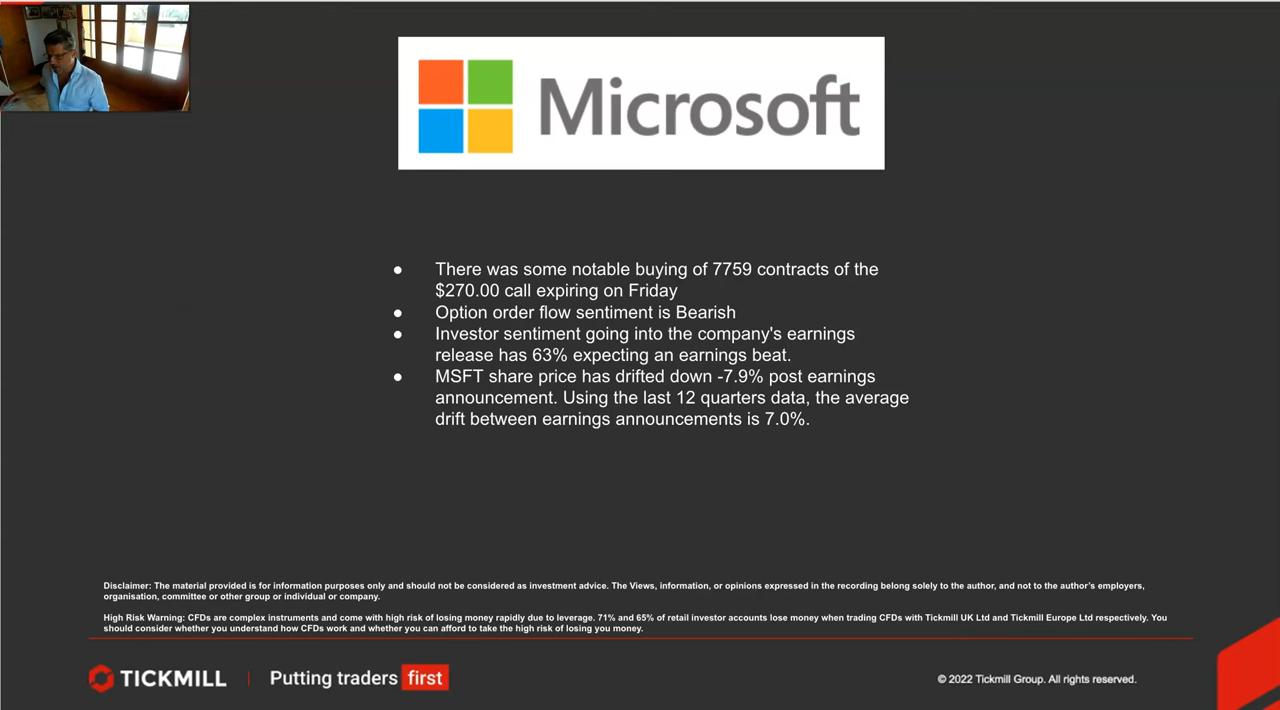 Microsoft
● There was some notable buying of 7759 contracts of the
$270.00 call expiring on Friday
● Option order flow sentiment is Bearish
● Investor sentiment going into the company's earnings
release has 63% expecting an earnings beat.
● MSFT share price has drifted down -7.9% post earnings
announcement. Using the last 12 quarters data, the average
drift between earnings announcements is 7.0%.
Disclaimer: The material provided is for information purposes only and should not be considered as investment advice. The Views, information, or opinions expressed in the recording belong solely to the author, and not to the author's employers,
organisation, committee or other group or individual or company.
High Risk Warning: CFDs are complex instruments and come with high risk of losing money rapidly due to leverage. 71% and 65% of retail investor accounts lose money when trading CFDs with Tickmill UK Ltd and Tickmill Europe Ltd respectively. You
should consider whether you understand how CFDs work and whether you can afford to take the high risk of losing you money.
TICKMILL | Putting traders first
© 2022 Tickmill Group. All rights reserved.